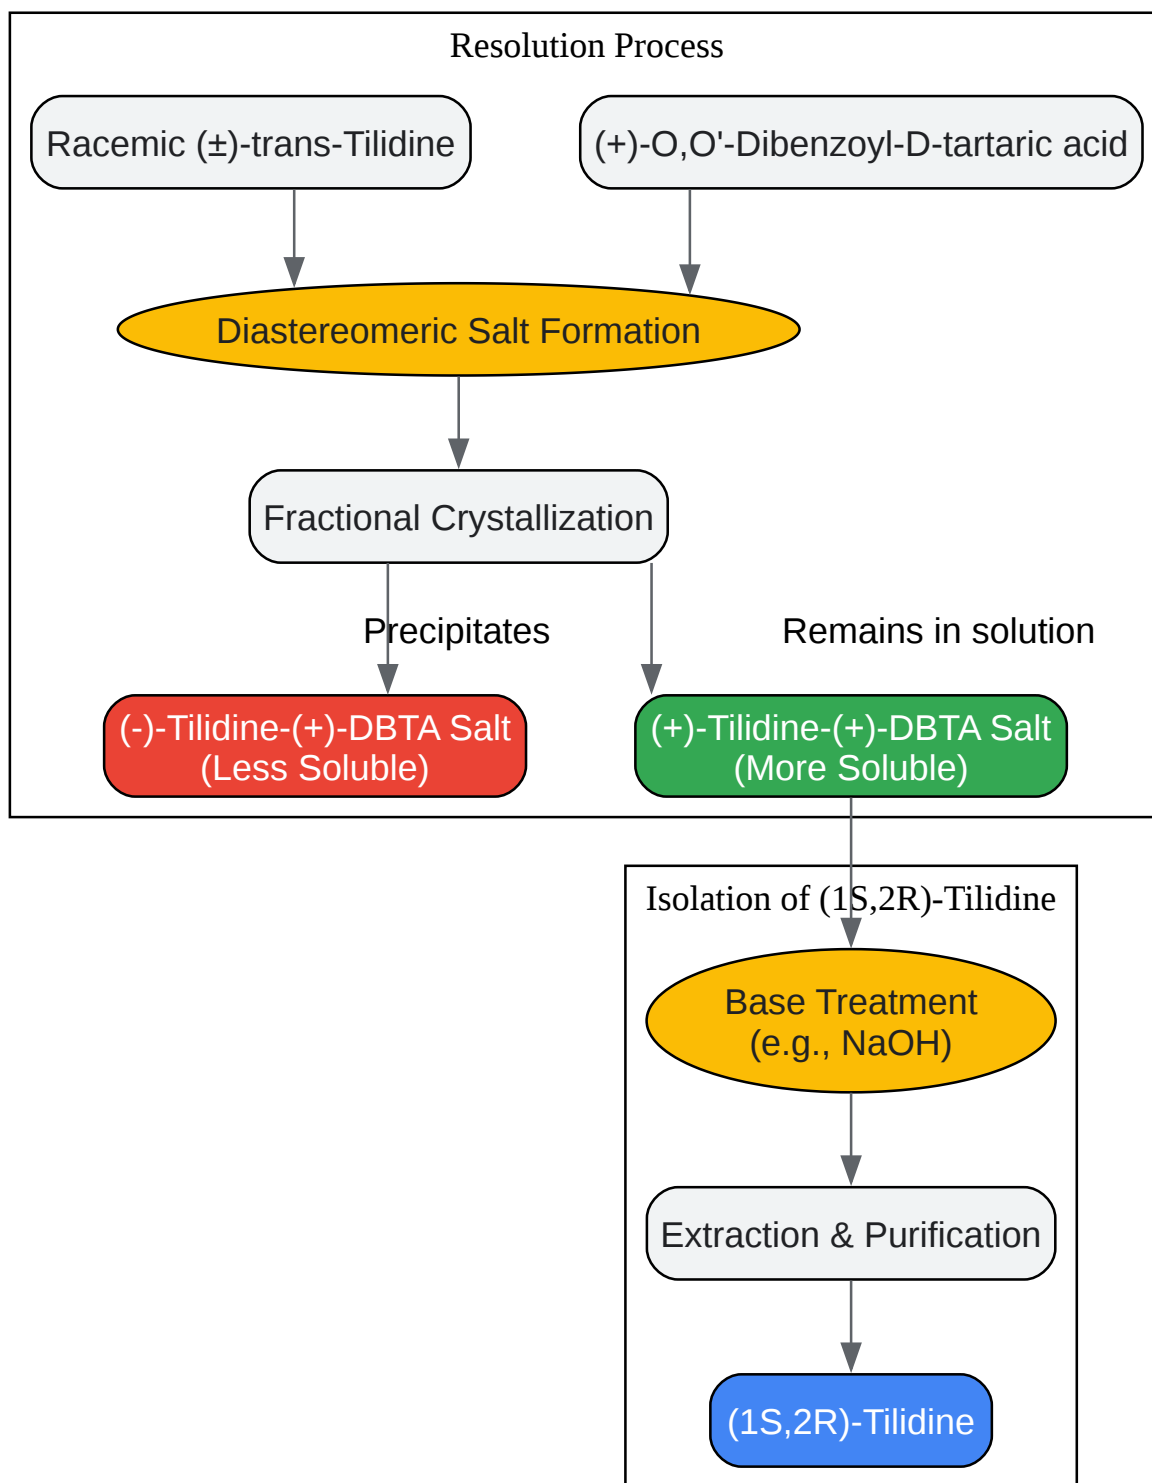 Resolution Process
Racemic (±)-trans-Tilidine
(+)-O,O'-Dibenzoyl-D-tartaric acid
Diastereomeric Salt Formation
Fractional Crystallization
Precipitates
Remains in solution
(-)-Tilidine-(+)-DBTA Salt
(Less Soluble)
(+)-Tilidine-(+)-DBTA Salt
(More Soluble)
Isolation of (1S,2R)-Tilidine
Base Treatment
(e.g., NaOH)
Extraction & Purification
(1S,2R)-Tilidine